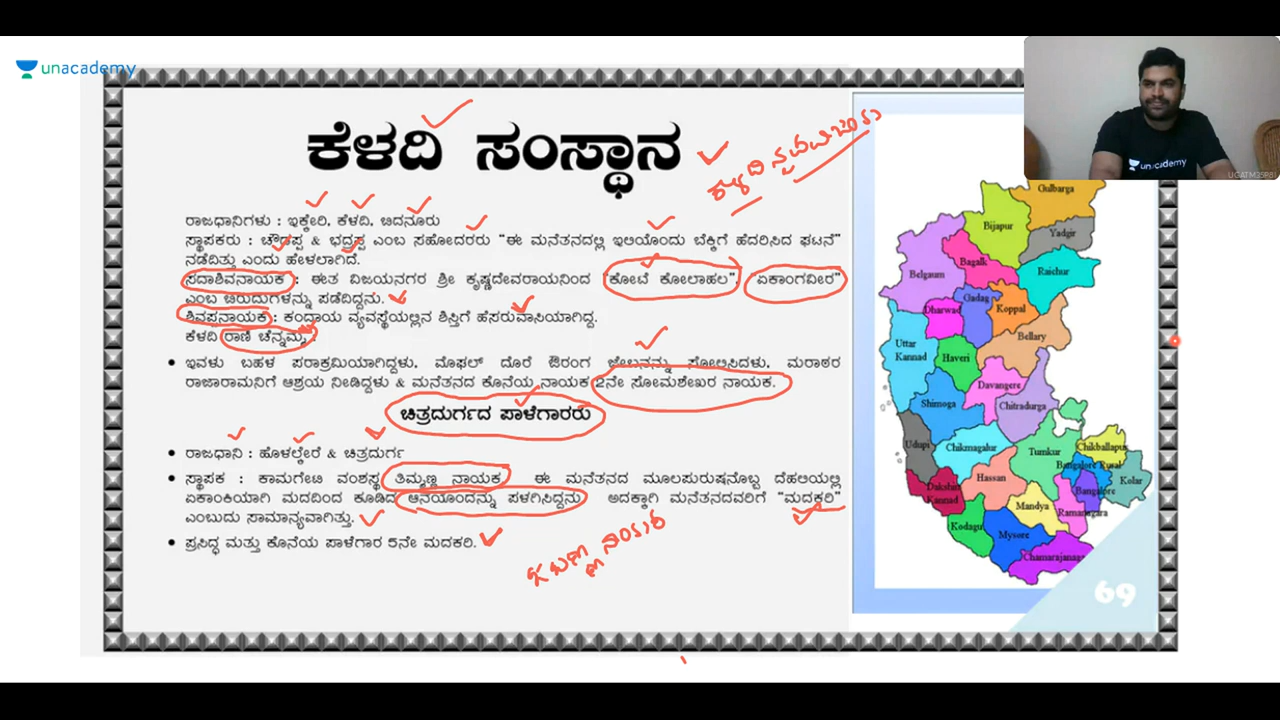 unacademy
ಕೆಳದಿ ಸಂಸ್ಥಾನ
ರಾಜಧಾನಿಗಳು : ಇಕ್ಕೇರಿ, ಕೆಳದಿ, ಬಿದನೂರು
ಸ್ಥಾಪಕರು : ಚೌಡಪ್ಪ & ಭದ್ರಪ್ಪ ಎಂಬ ಸಹೋದರರು "ಈ ಮನೆತನದಲ್ಲಿ ಇಲಿಯೊಂದು ಬೆಕ್ಕಿಗೆ ಹೆದರಿಸಿದ ಘಟನೆ"
ನಡೆದಿತ್ತು ಎಂದು ಹೇಳಲಾಗಿದೆ.
ಸದಾಶಿವನಾಯಕ : ಈತ ವಿಜಯನಗರ ಶ್ರೀ ಕೃಷ್ಣದೇವರಾಯನಿಂದ "ಕೋಟೆ ಕೋಲಾಹಲ", ಏಕಾಂಗವೀರ"
ಎಂಬ ಬಿರುದುಗಳನ್ನು ಪಡೆದಿದ್ದನು.
ಶಿವಪ್ಪನಾಯಕ : ಕಂದಾಯ ವ್ಯವಸ್ಥೆಯಲ್ಲಿನ ಶಿಸ್ತಿಗೆ ಹೆಸರುವಾಸಿಯಾಗಿದ್ದ.
ಕೆಳದಿ ರಾಣಿ ಚೆನ್ನಮ್ಮ :
• ಇವಳು ಬಹಳ ಪರಾಕ್ರಮಿಯಾಗಿದ್ದಳು. ಮೊಘಲ್ ದೊರೆ ಔರಂಗ ಜೇಬನನ್ನು ಸೋಲಿಸಿದಳು. ಮರಾಠರ
ರಾಜಾರಾಮನಿಗೆ ಆಶ್ರಯ ನೀಡಿದ್ದಳು & ಮನೆತನದ ಕೊನೆಯ ನಾಯಕ 2ನೇ ಸೋಮಶೇಖರ ನಾಯಕ.
ಚಿತ್ರದುರ್ಗದ ಪಾಳೆಗಾರರು
• ರಾಜಧಾನಿ : ಹೊಳಲ್ಕೇರೆ & ಚಿತ್ರದುರ್ಗ
• ಸ್ಥಾಪಕ : ಕಾಮಗೇಟಿ ವಂಶಸ್ಥ ತಿಮ್ಮಣ್ಣ ನಾಯಕ ಈ ಮನೆತನದ ಮೂಲಪುರುಷನೊಬ್ಬ ದೆಹಲಿಯಲ್ಲಿ
ಏಕಾಂಕಿಯಾಗಿ ಮದದಿಂದ ಕೂಡಿದ ಆನೆಯೊಂದನ್ನು ಪಳಗಿಸಿದ್ದನು ಅದಕ್ಕಾಗಿ ಮನೆತನದವರಿಗೆ "ಮದಕರಿ"
ಎಂಬುದು ಸಾಮಾನ್ಯವಾಗಿತ್ತು.
• ಪ್ರಸಿದ್ಧ ಮತ್ತು ಕೊನೆಯ ಪಾಳೆಗಾರ 5ನೇ ಮದಕರಿ.
Gulbarga
Bijapur
Yadgir
Bagalk
Belgaum
Raichur
Gadag
Dharwad
Koppal
Uttar
Kannad
Haveri
Bellary
Davangere
Shimoga
Chitradurga
Udupi
Chikmagalur
Tumkur
Chikballapur
Bangalore Rural
Hassan
Dakshin
Kannad
Bangalore
Kolar
Mandya
Ramanagara
Kodagu
Mysore
Chamarajanaga
69
unacademy